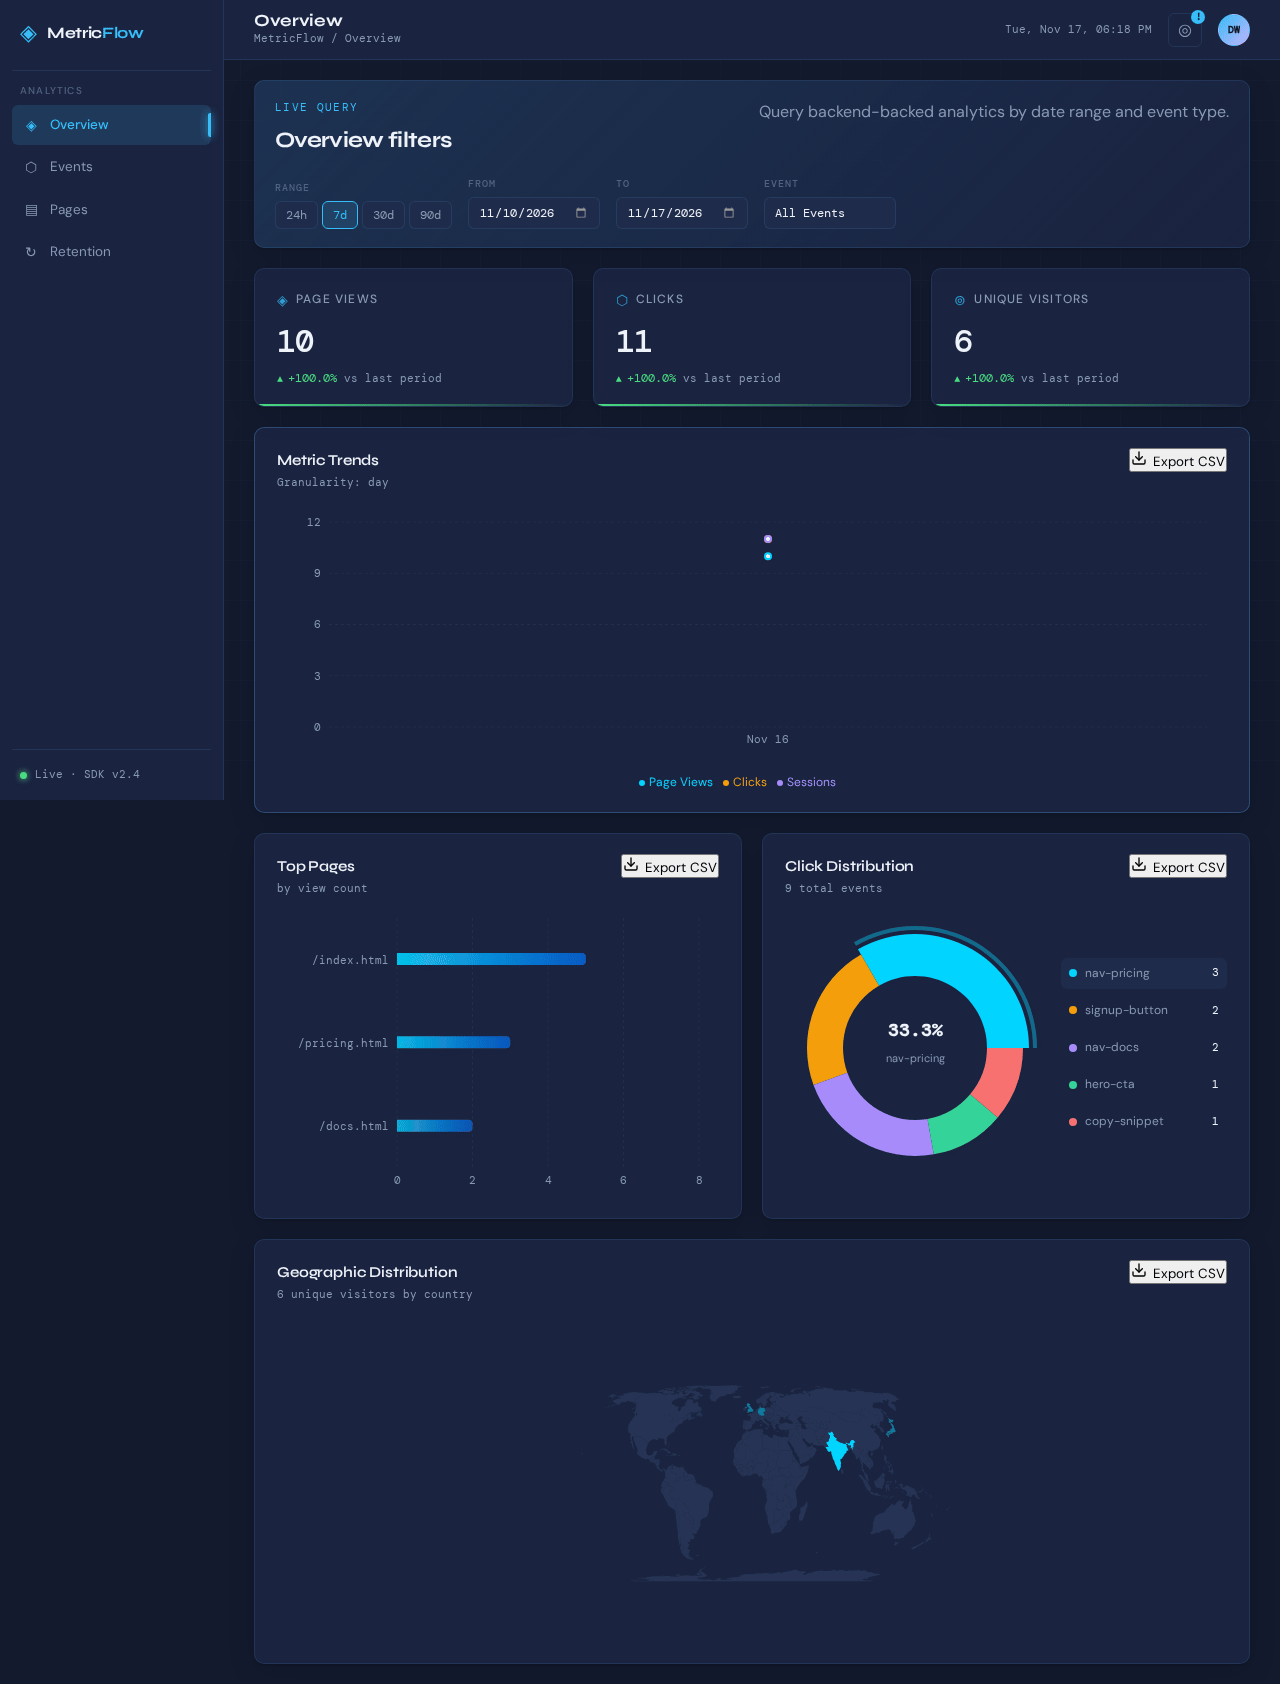 MetricFlow
ANALYTICS
Overview
Events
Pages
Retention
Live · SDK v2.4
Overview
MetricFlow / Overview
Tue, Nov 17, 06:18 PM
!
DW
LIVE QUERY
Overview filters
Query backend-backed analytics by date range and event type.
RANGE
24h 7d 30d 90d
FROM
11/10/2026
TO
11/17/2026
EVENT
All Events
PAGE VIEWS
10
▲ +100.0% vs last period
CLICKS
11
▲ +100.0% vs last period
UNIQUE VISITORS
6
▲ +100.0% vs last period
Metric Trends
Granularity: day
Export CSV
12
9
6
3
0
Nov 16
Page Views Clicks Sessions
Top Pages
by view count
Export CSV
/index.html
/pricing.html
/docs.html
0 2 4 6 8
Click Distribution
9 total events
Export CSV
33.3%
nav-pricing
nav-pricing 3
signup-button 2
nav-docs 2
hero-cta 1
copy-snippet 1
Geographic Distribution
6 unique visitors by country
Export CSV